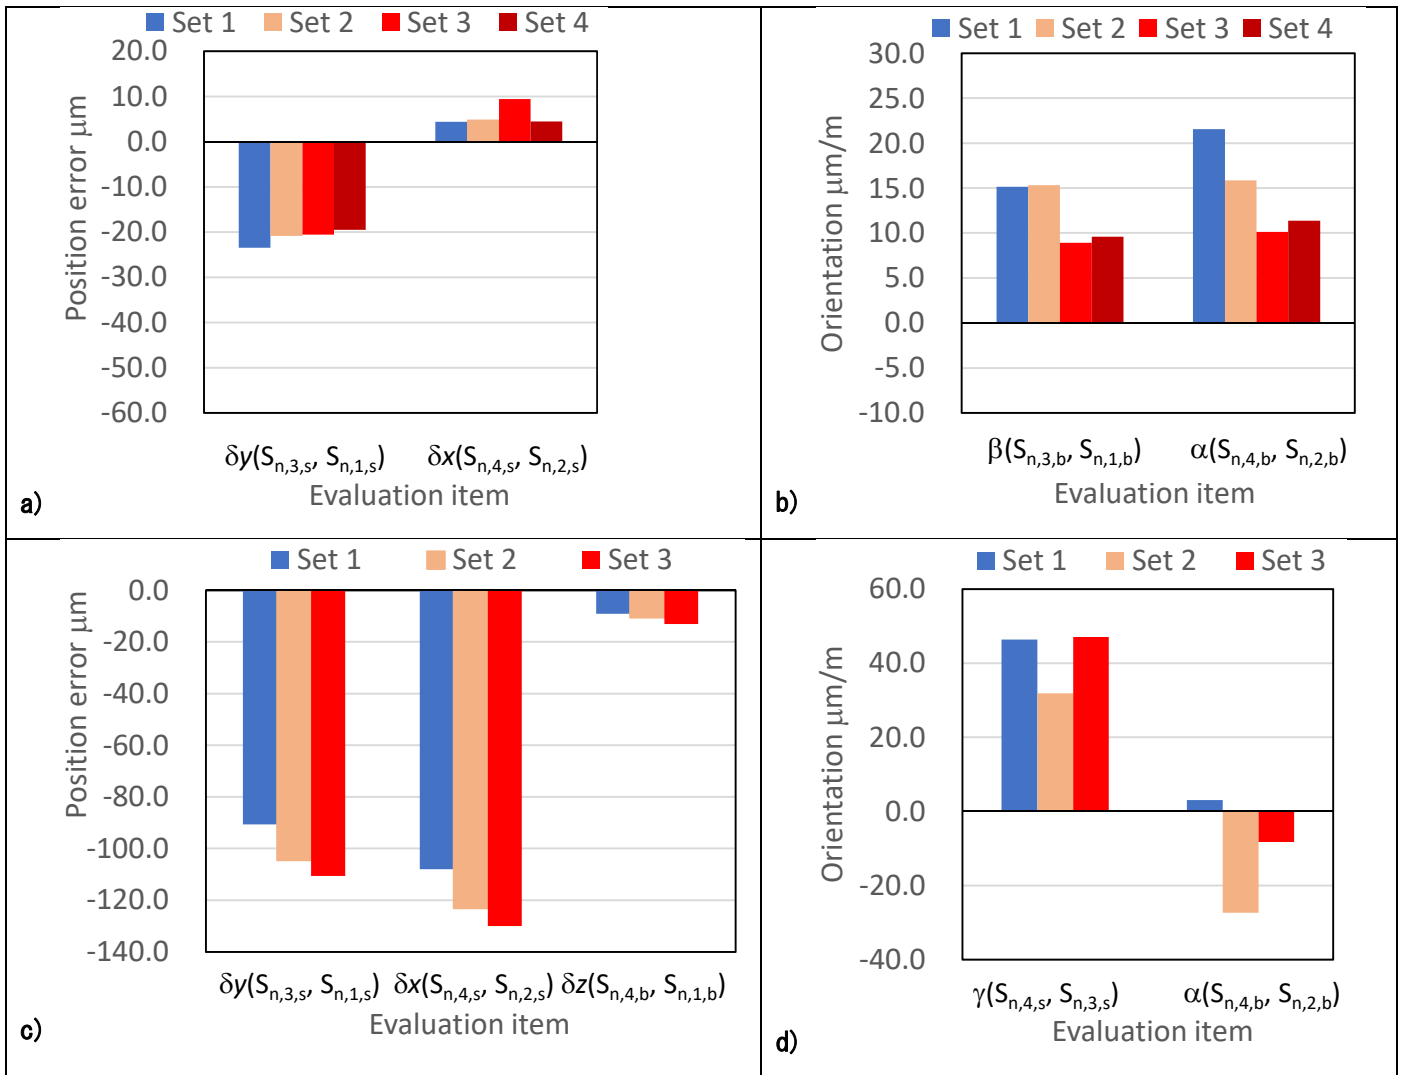 Set 1 Set 2 Set 3 Set 4
20.0
10.0
0.0
-10.0
-20.0
-30.0
-40.0
-50.0
-60.0
Position error μm
δy(Sn,3,s, Sn,1,s) δx(Sn,4,s, Sn,2,s)
Evaluation item
a)
Set 1 Set 2 Set 3 Set 4
30.0
25.0
20.0
15.0
10.0
5.0
0.0
-5.0
-10.0
Orientation μm/m
β(Sn,3,b, Sn,1,b) α(Sn,4,b, Sn,2,b)
Evaluation item
b)
Set 1 Set 2 Set 3
0.0
-20.0
-40.0
-60.0
-80.0
-100.0
-120.0
-140.0
Position error μm
δy(Sn,3,s, Sn,1,s) δx(Sn,4,s, Sn,2,s) δz(Sn,4,b, Sn,1,b)
Evaluation item
c)
Set 1 Set 2 Set 3
60.0
40.0
20.0
0.0
-20.0
-40.0
Orientation μm/m
γ(Sn,4,s, Sn,3,s) α(Sn,4,b, Sn,2,b)
Evaluation item
d)